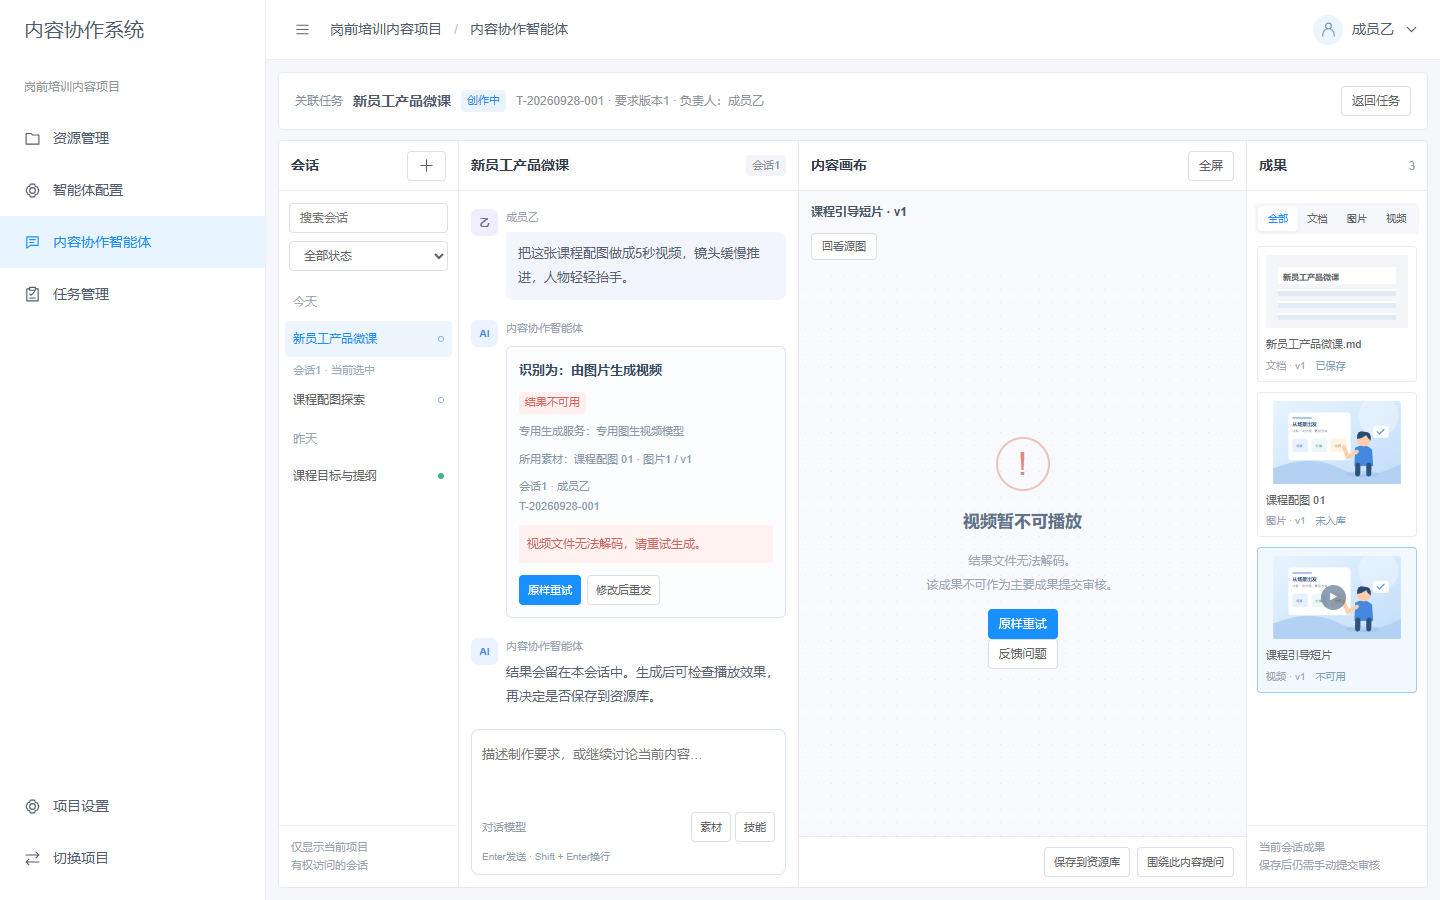 内容协作系统
岗前培训内容项目
资源管理
智能体配置
内容协作智能体
任务管理
项目设置
切换项目
岗前培训内容项目 / 内容协作智能体
成员乙
关联任务 新员工产品微课 创作中 T-20260928-001 · 要求版本1 · 负责人：成员乙
返回任务
会话
搜索会话
全部状态
今天
新员工产品微课
会话1 · 当前选中
课程配图探索
昨天
课程目标与提纲
仅显示当前项目
有权访问的会话
新员工产品微课 会话1
乙 成员乙
把这张课程配图做成5秒视频，镜头缓慢推
进，人物轻轻抬手。
AI 内容协作智能体
识别为：由图片生成视频
结果不可用
专用生成服务：专用图生视频模型
所用素材：课程配图 01 · 图片1 / v1
会话1 · 成员乙
T-20260928-001
视频文件无法解码，请重试生成。
原样重试 修改后重发
AI 内容协作智能体
结果会留在本会话中。生成后可检查播放效果，
再决定是否保存到资源库。
描述制作要求，或继续讨论当前内容…
对话模型 素材 技能
Enter发送 · Shift + Enter换行
内容画布 全屏
课程引导短片 · v1
回看源图
!
视频暂不可播放
结果文件无法解码。
该成果不可作为主要成果提交审核。
原样重试
反馈问题
保存到资源库 围绕此内容提问
成果 3
全部 文档 图片 视频
新员工产品微课
新员工产品微课.md
文档 · v1 已保存
从场景出发
课程配图 01
图片 · v1 未入库
从场景出发
课程引导短片
视频 · v1 不可用
当前会话成果
保存后仍需手动提交审核